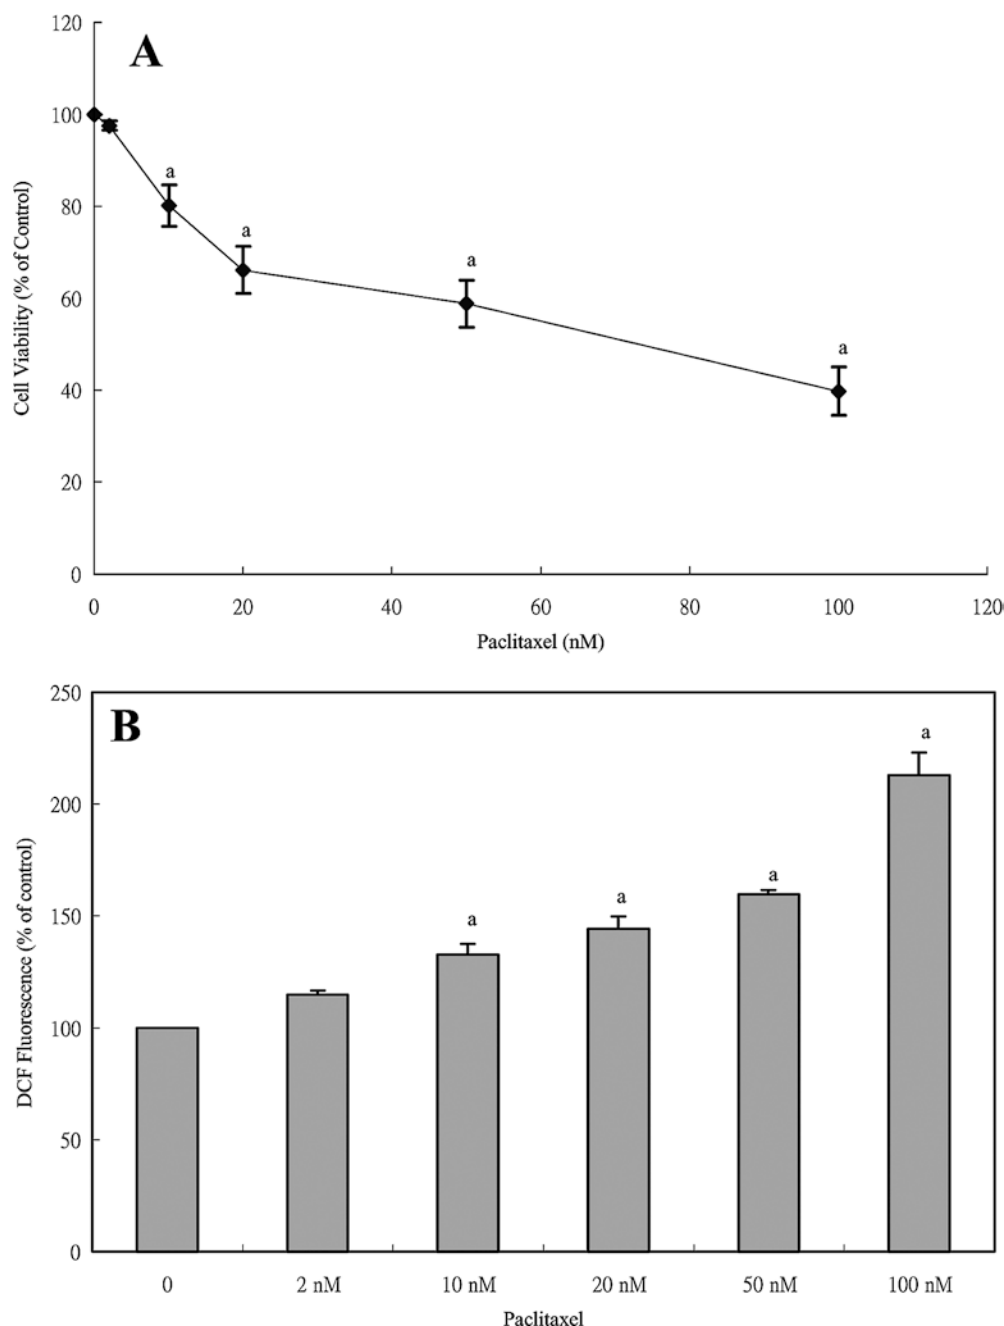 A
Cell Viability (% of Control)
120
100
80
60
40
20
0
a
a
a
a
0 20 40 60 80 100 120
Paclitaxel (nM)
B
DCF Fluorescence (% of control)
250
200
150
100
50
0
a
a
a
a
0 2 nM 10 nM 20 nM 50 nM 100 nM
Paclitaxel